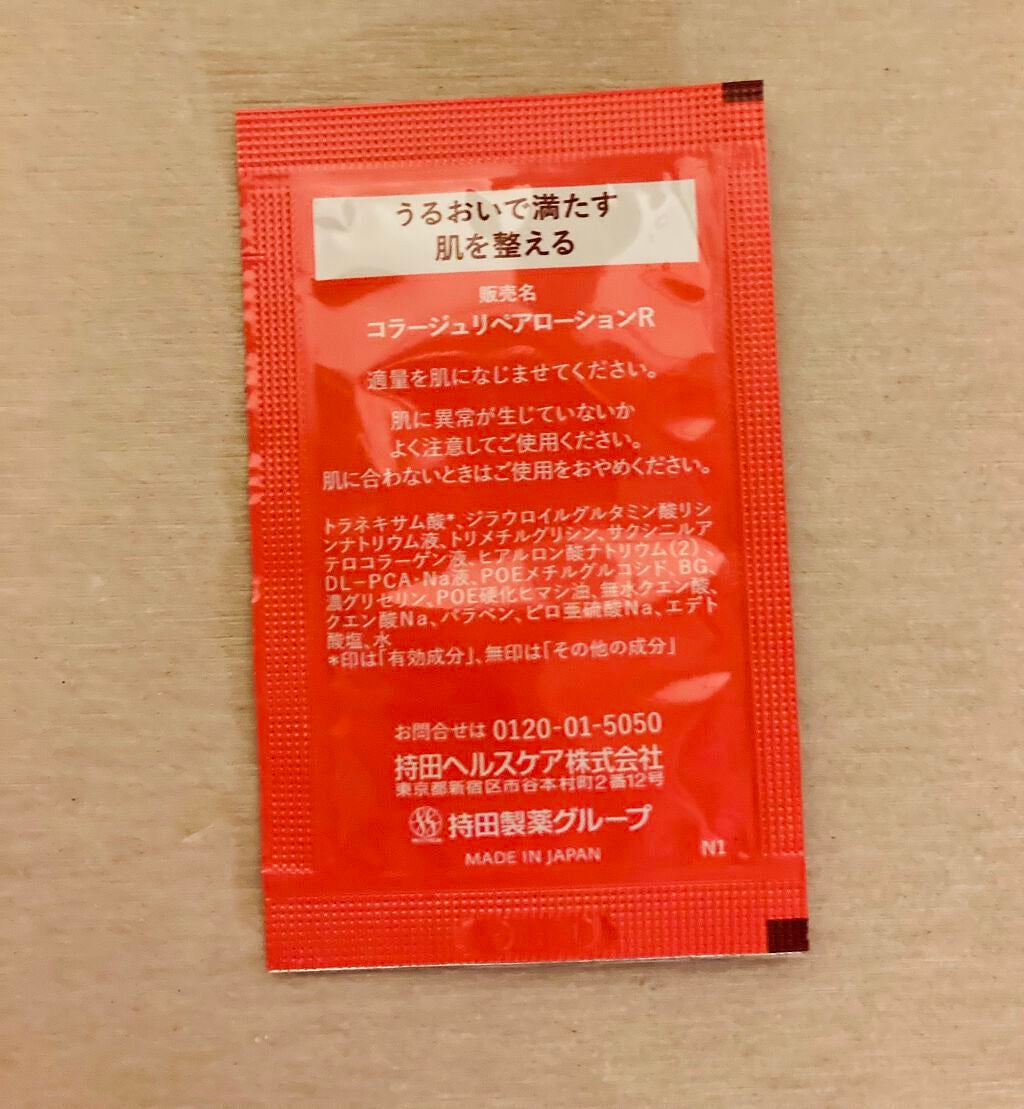 うるおいで満たす
肌を整える
販売名
コラージュリペアローションR
適量を肌になじませてください。
肌に異常が生じていないか
よく注意してご使用ください。
肌に合わないときはご使用をおやめください。
トラネキサム酸*、ジラウロイルグルタミン酸リシ
ンナトリウム液、トリメチルグリシン、サクシニルア
テロコラーゲン液、ヒアルロン酸ナトリウム(2)、
DL-PCA・Na液、POEメチルグルコシド、BG、
濃グリセリン、POE硬化ヒマシ油、無水クエン酸、
クエン酸Na、パラベン、ピロ亜硫酸Na、エデト
酸塩、水
*印は「有効成分」、無印は「その他の成分」
お問合せは 0120-01-5050
持田ヘルスケア株式会社
東京都新宿区市谷本村町2番12号
持田製薬グループ
MADE IN JAPAN
N1